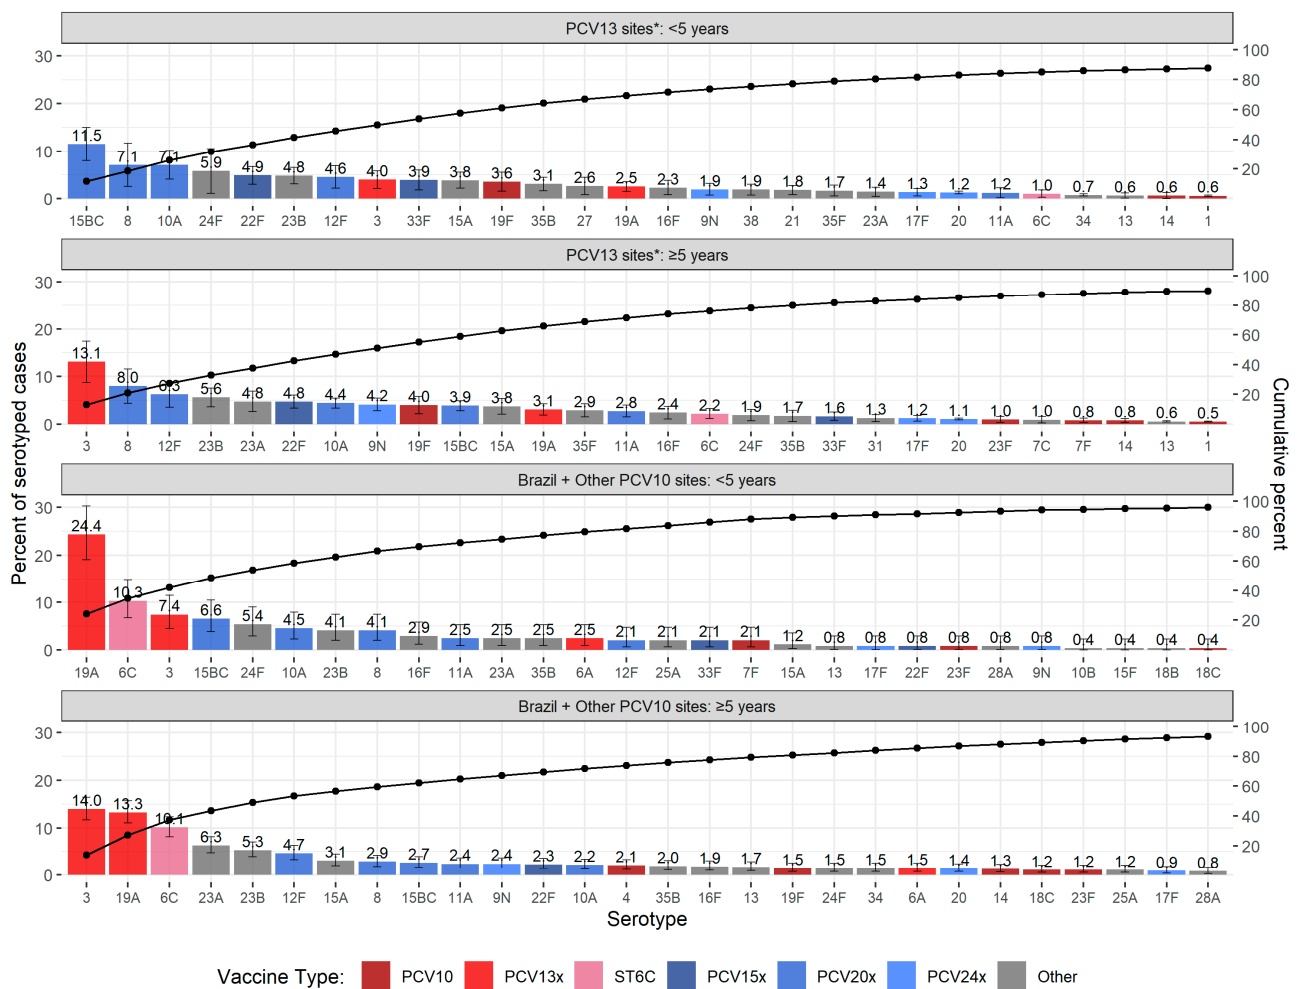 PCV13 sites*: <5 years
30
20
10
0
100
80
60
40
20
11.5 7.1 7.1 5.9 4.9 4.8 4.6 4.0 3.9 3.8 3.6 3.1 2.6 2.5 2.3 1.9 1.9 1.8 1.7 1.4 1.3 1.2 1.2 1.0 0.7 0.6 0.6 0.6
15BC 8 10A 24F 22F 23B 12F 3 33F 15A 19F 35B 27 19A 16F 9N 38 21 35F 23A 17F 20 11A 6C 34 13 14 1
PCV13 sites*: ≥5 years
30
20
10
0
100
80
60
40
20
13.1 8.0 6.3 5.6 4.8 4.8 4.4 4.2 4.0 3.9 3.8 3.1 2.9 2.8 2.4 2.2 1.9 1.7 1.6 1.3 1.2 1.1 1.0 1.0 0.8 0.8 0.6 0.5
3 8 12F 23B 23A 22F 10A 9N 19F 15BC 15A 19A 35F 11A 16F 6C 24F 35B 33F 31 17F 20 23F 7C 7F 14 13 1
Percent of serotyped cases
Cumulative percent
Brazil + Other PCV10 sites: <5 years
30
20
10
0
100
80
60
40
20
24.4 10.3 7.4 6.6 5.4 4.5 4.1 4.1 2.9 2.5 2.5 2.5 2.5 2.1 2.1 2.1 2.1 1.2 0.8 0.8 0.8 0.8 0.8 0.8 0.4 0.4 0.4 0.4
19A 6C 3 15BC 24F 10A 23B 8 16F 11A 23A 35B 6A 12F 25A 33F 7F 15A 13 17F 22F 23F 28A 9N 10B 15F 18B 18C
Brazil + Other PCV10 sites: ≥5 years
30
20
10
0
100
80
60
40
20
14.0 13.3 10.1 6.3 5.3 4.7 3.1 2.9 2.7 2.4 2.4 2.3 2.2 2.1 2.0 1.9 1.7 1.5 1.5 1.5 1.5 1.4 1.3 1.2 1.2 1.2 0.9 0.8
3 19A 6C 23A 23B 12F 15A 8 15BC 11A 9N 22F 10A 4 35B 16F 13 19F 24F 34 6A 20 14 18C 23F 25A 17F 28A
Serotype
Vaccine Type: PCV10 PCV13x ST6C PCV15x PCV20x PCV24x Other